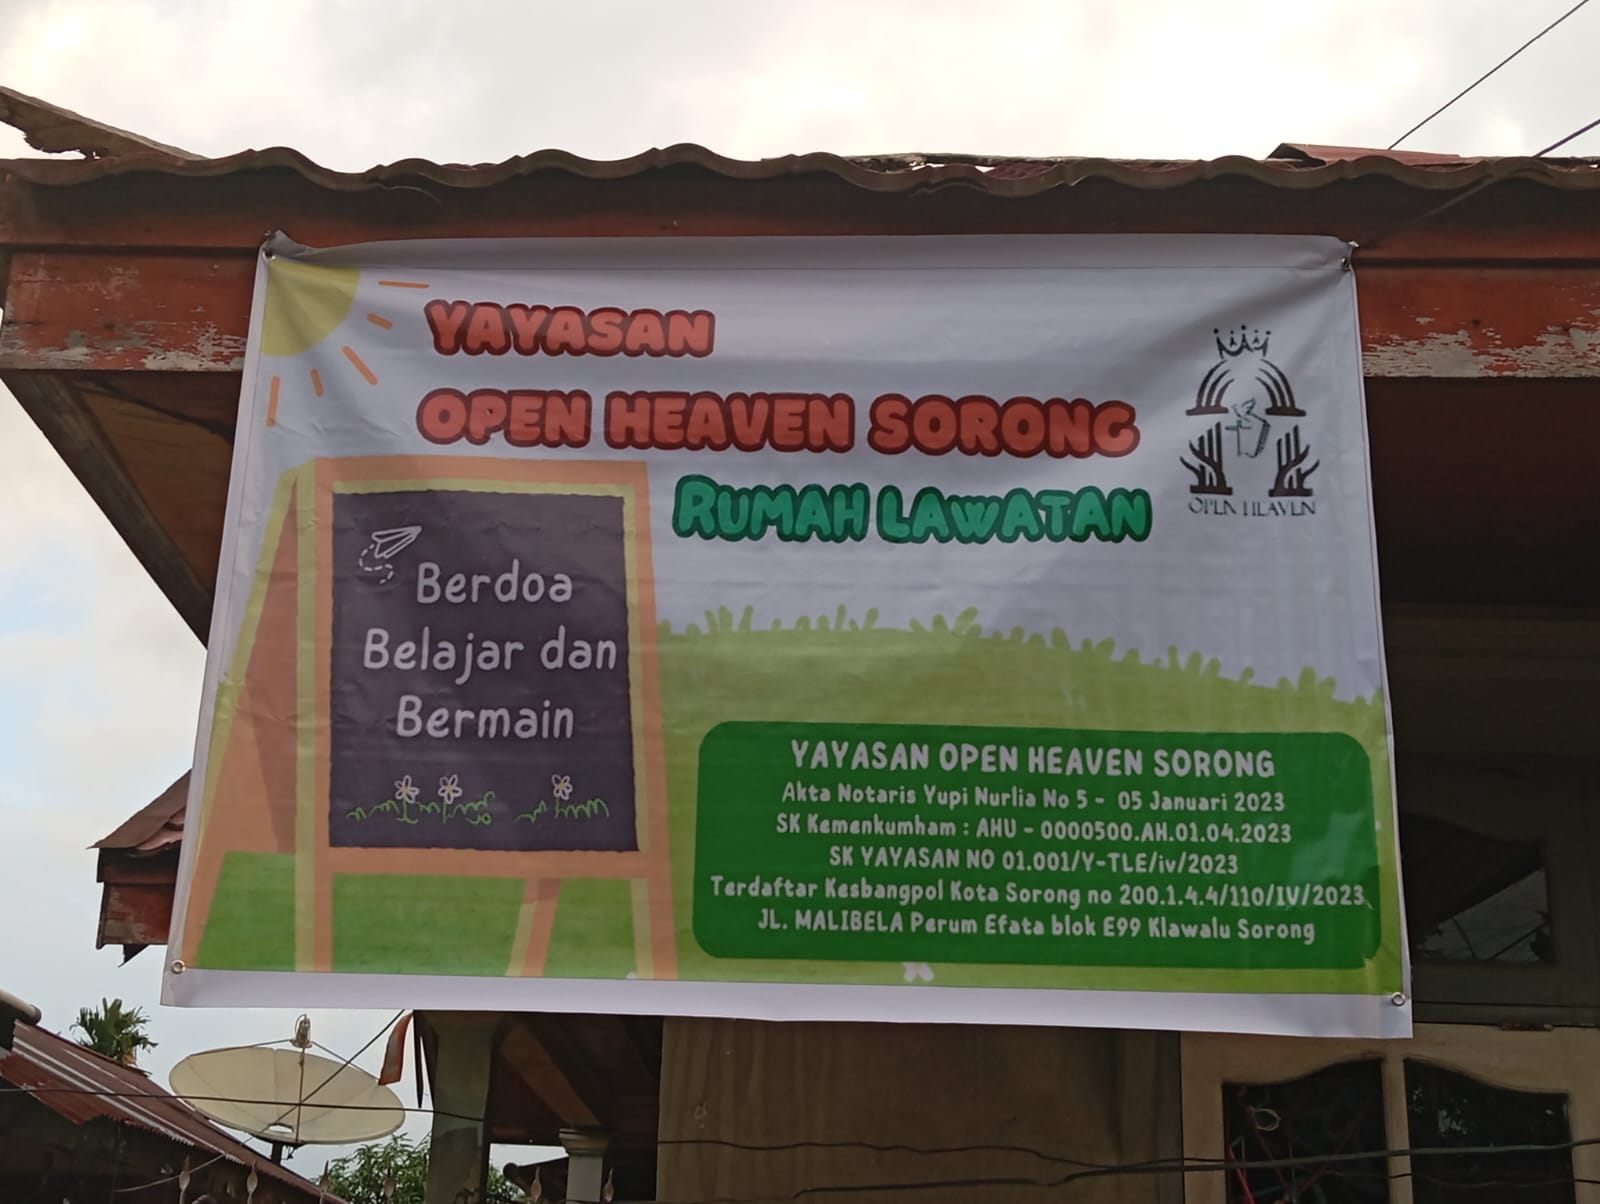 YAYASAN
OPEN HEAVEN SORONG
RUMAH LAWATAN
OPEN HEAVEN
Berdoa
Belajar dan
Bermain
YAYASAN OPEN HEAVEN SORONG
Akta Notaris Yupi Nurlia No 5 - 05 Januari 2023
SK Kemenkumham : AHU - 0000500.AH.01.04.2023
SK YAYASAN NO 01.001/Y-TLE/iv/2023
Terdaftar Kesbangpol Kota Sorong no 200.1.4.4/110/IV/2023
JL. MALIBELA Perum Efata blok E99 Klawalu Sorong